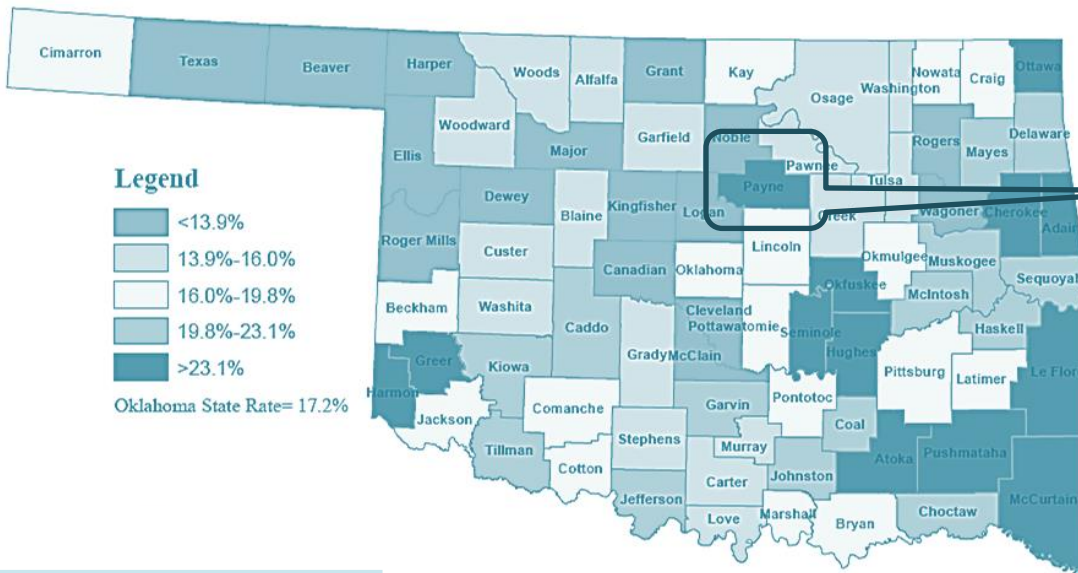 Cimarron
Texas
Beaver
Harper
Woods
Alfalfa
Grant
Kay
Osage
Washington
Nowata
Craig
Ottawa
Woodward
Ellis
Major
Garfield
Noble
Pawnee
Rogers
Mayes
Delaware
Legend
<13.9%
13.9%-16.0%
16.0%-19.8%
19.8%-23.1%
>23.1%
Oklahoma State Rate= 17.2%
Dewey
Blaine
Kingfisher
Logan
Payne
Creek
Tulsa
Wagoner
Cherokee
Adair
Roger Mills
Custer
Canadian
Oklahoma
Lincoln
Okmulgee
Muskogee
Sequoyah
Beckham
Washita
Caddo
Grady
Cleveland
McClain
Pottawatomie
Seminole
Okfuskee
Hughes
McIntosh
Haskell
Pittsburg
Latimer
Le Flor
Harmon
Greer
Kiowa
Jackson
Comanche
Tillman
Cotton
Stephens
Garvin
Murray
Pontotoc
Coal
Atoka
Pushmataha
McCurtain
Jefferson
Carter
Love
Johnston
Marshall
Bryan
Choctaw